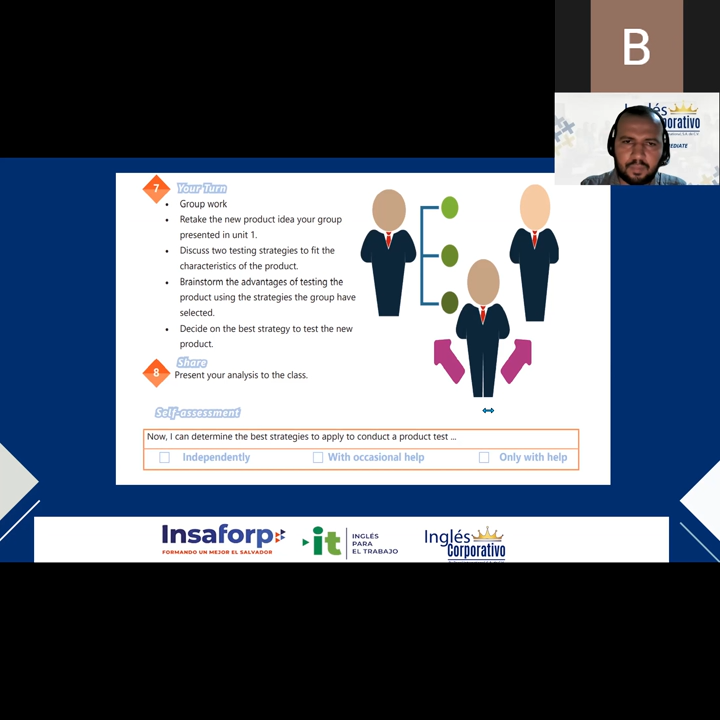 B
Inglés
porativo
EDIATE
7 Your Turn
• Group work
• Retake the new product idea your group
presented in unit 1.
• Discuss two testing strategies to fit the
characteristics of the product.
• Brainstorm the advantages of testing the
product using the strategies the group have
selected.
• Decide on the best strategy to test the new
product.
Share
8 Present your analysis to the class.
Self-assessment
Now, I can determine the best strategies to apply to conduct a product test ...
Independently With occasional help Only with help
Insaforp
FORMANDO UN MEJOR EL SALVADOR
it
INGLÉS
PARA
EL TRABAJO
Inglés
Corporativo